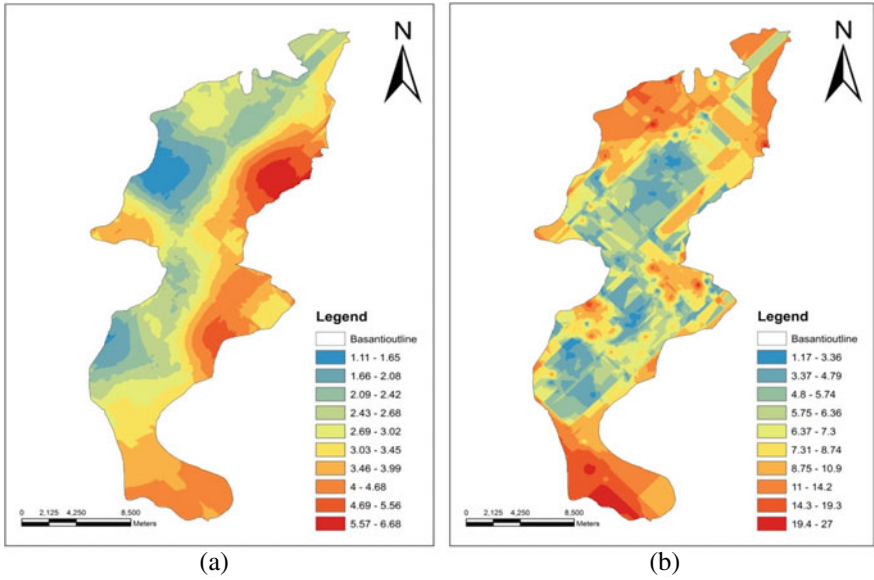 N
Legend
Basantioutline
1.11 - 1.65
1.66 - 2.08
2.09 - 2.42
2.43 - 2.68
2.69 - 3.02
3.03 - 3.45
3.46 - 3.99
4 - 4.68
4.69 - 5.56
5.57 - 6.68
0 2,125 4,250 8,500
Meters
(a)
N
Legend
Basantioutline
1.17 - 3.36
3.37 - 4.79
4.8 - 5.74
5.75 - 6.36
6.37 - 7.3
7.31 - 8.74
8.75 - 10.9
11 - 14.2
14.3 - 19.3
19.4 - 27
0 2,125 4,250 8,500
Meters
(b)